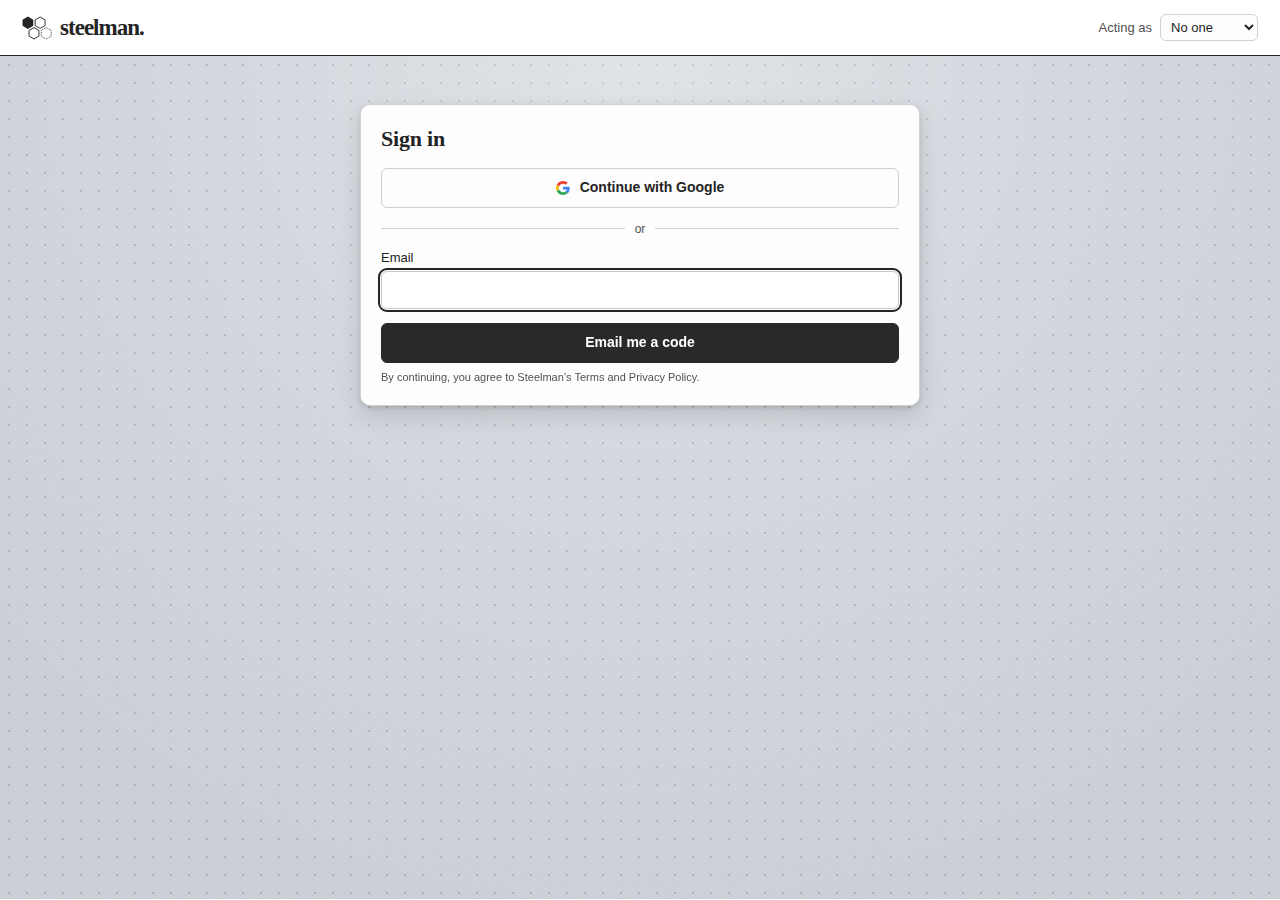 steelman.
Acting as No one
Sign in
Continue with Google
or
Email
Email me a code
By continuing, you agree to Steelman's Terms and Privacy Policy.